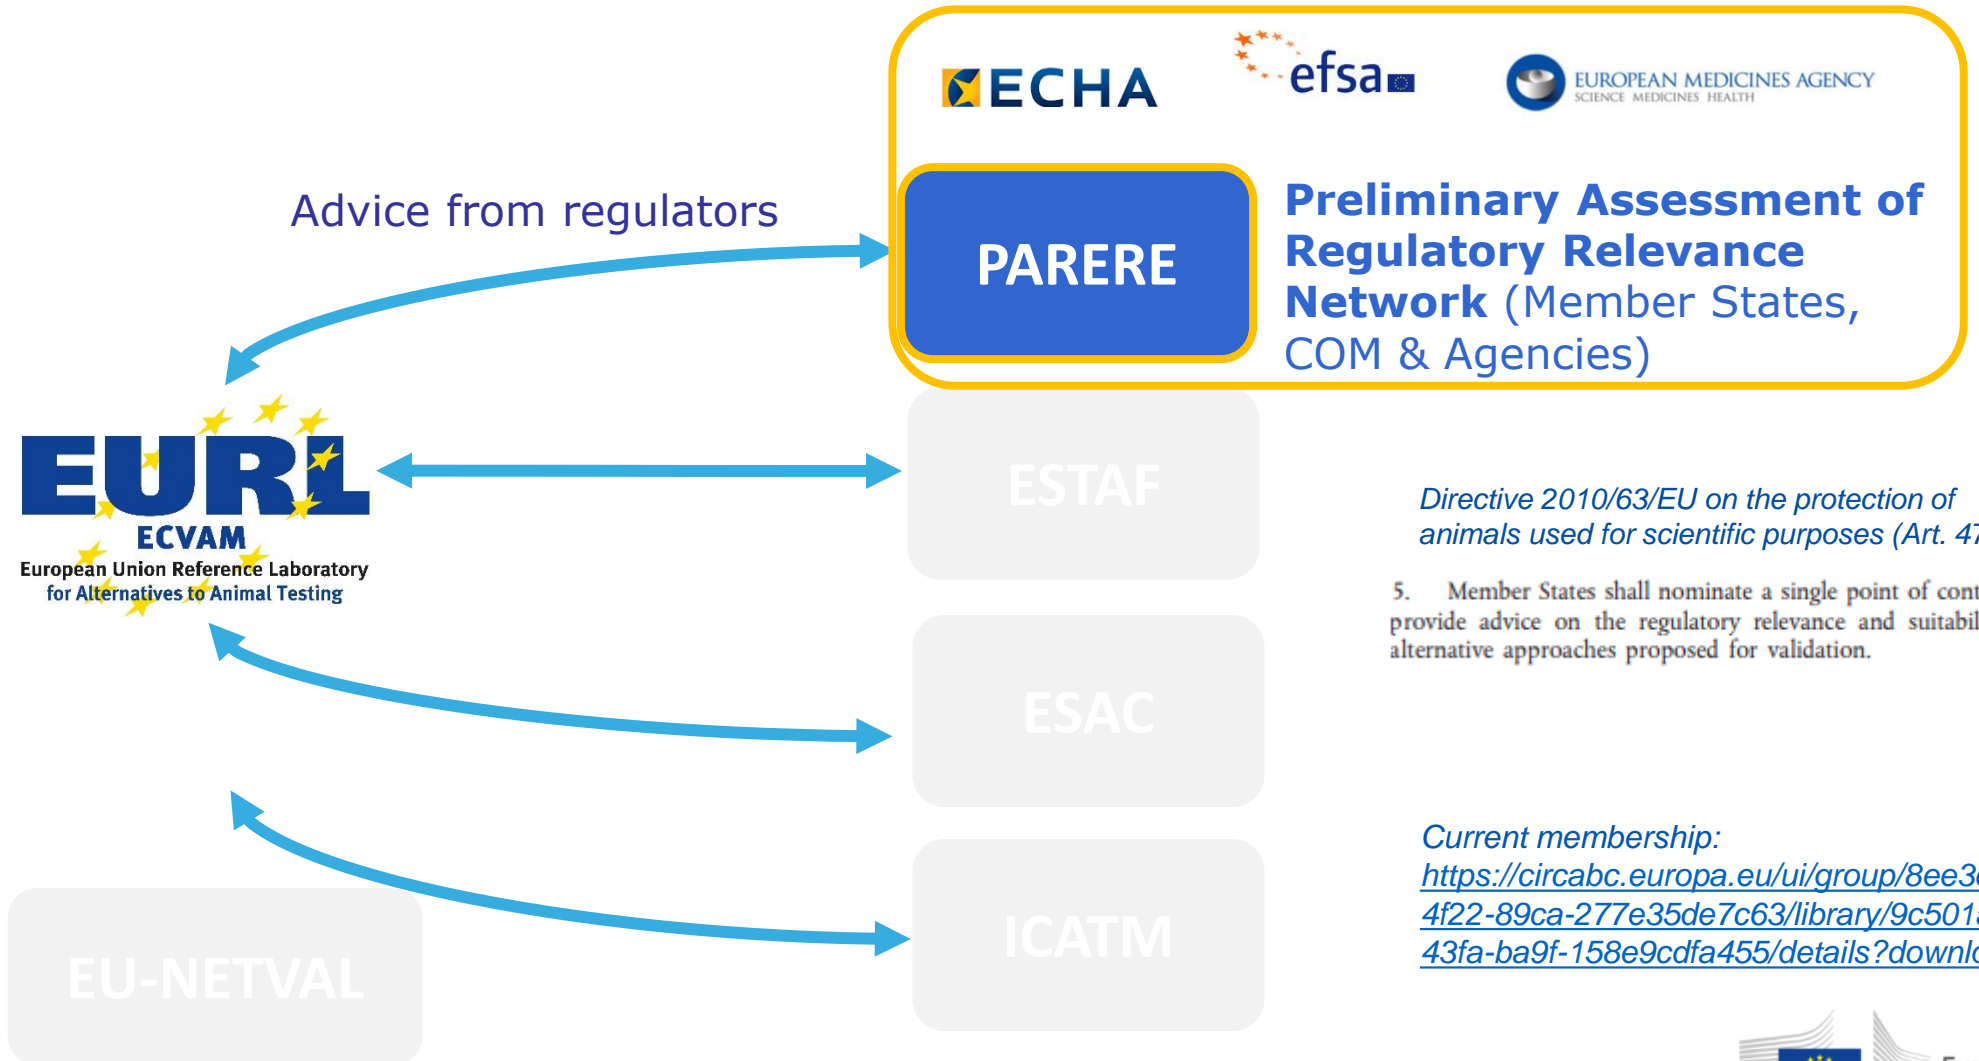 ECHA
efsa
EUROPEAN MEDICINES AGENCY
SCIENCE MEDICINES HEALTH
Advice from regulators
PARERE
Preliminary Assessment of
Regulatory Relevance
Network (Member States,
COM & Agencies)
EURL
ECVAM
European Union Reference Laboratory
for Alternatives to Animal Testing
ESTAF
Directive 2010/63/EU on the protection of
animals used for scientific purposes (Art. 47
5. Member States shall nominate a single point of
provide advice on the regulatory relevance and
alternative approaches proposed for validation.
ESAC
Current membership:
https://circabc.europa.eu/ui/group/8ee3
4f22-89ca-277e35de7c63/library/9c501
43fa-ba9f-158e9cdfa455/details?downl
ICATM
EU-NETVAL